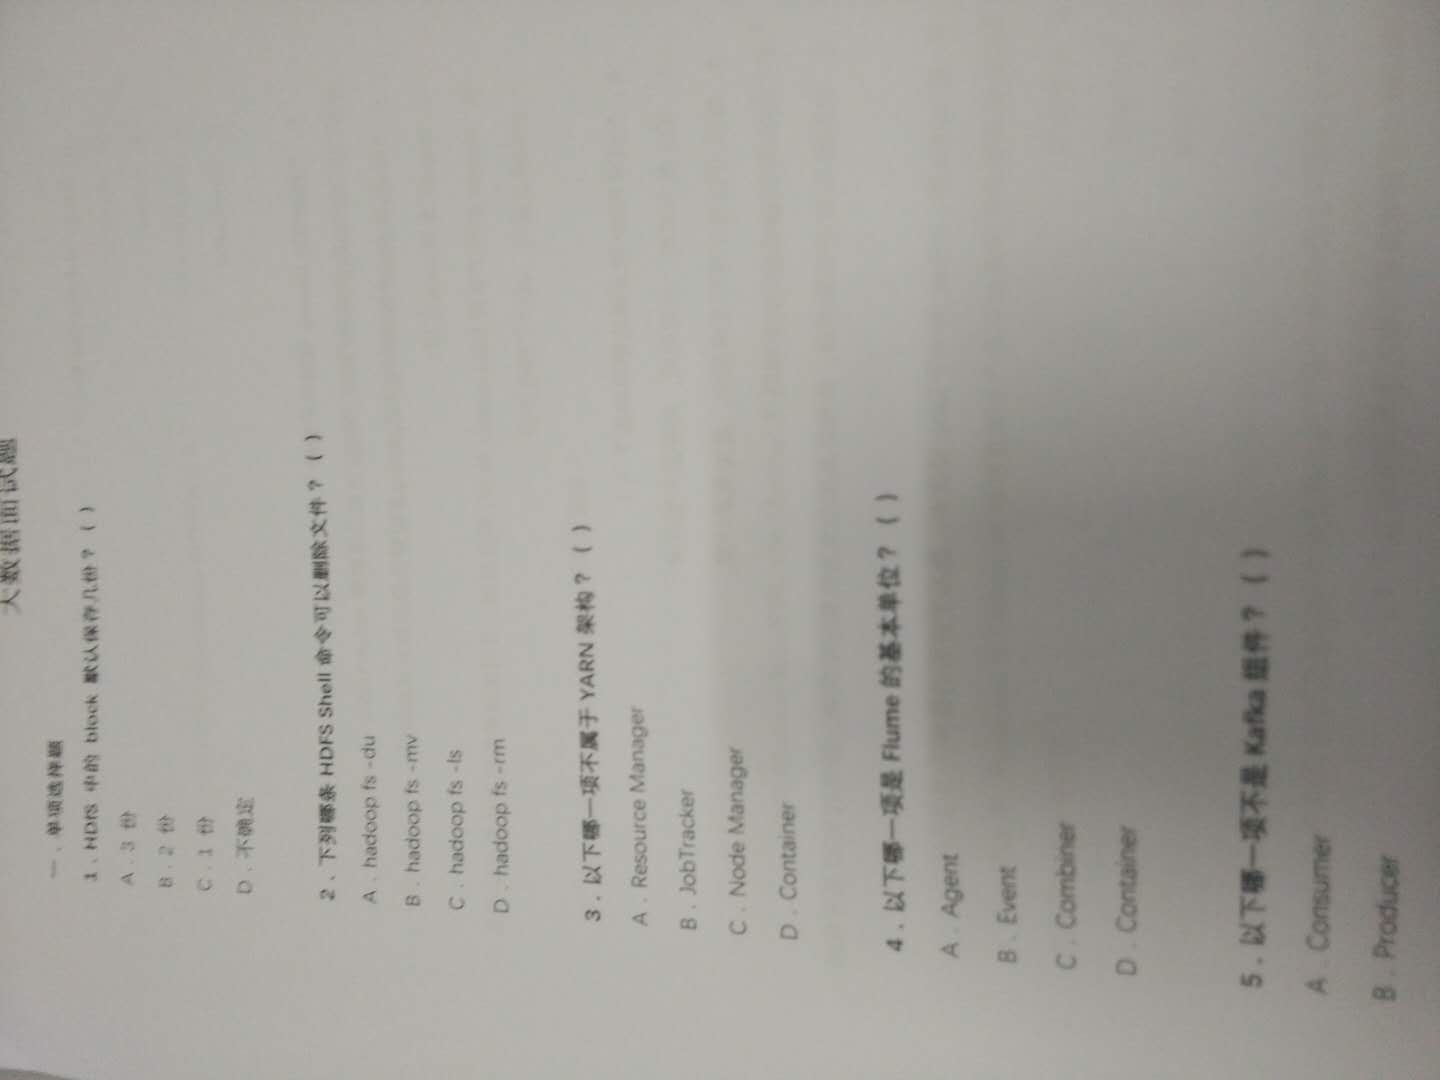 大数据面试题
一．单项选择题
1．HDFS 中的 block 默认保存几份？（ ）
A．3 份
B．2 份
C．1 份
D．不确定
2．下列哪条 HDFS Shell 命令可以删除文件？（ ）
A．hadoop fs -du
B．hadoop fs -mv
C．hadoop fs -ls
D．hadoop fs -rm
3．以下哪一项不属于 YARN 架构？（ ）
A．Resource Manager
B．JobTracker
C．Node Manager
D．Container
4．以下哪一项是 Flume 的基本单位？（ ）
A．Agent
B．Event
C．Combiner
D．Container
5．以下哪一项不是 Kafka 组件？（ ）
A．Consumer
B．Producer